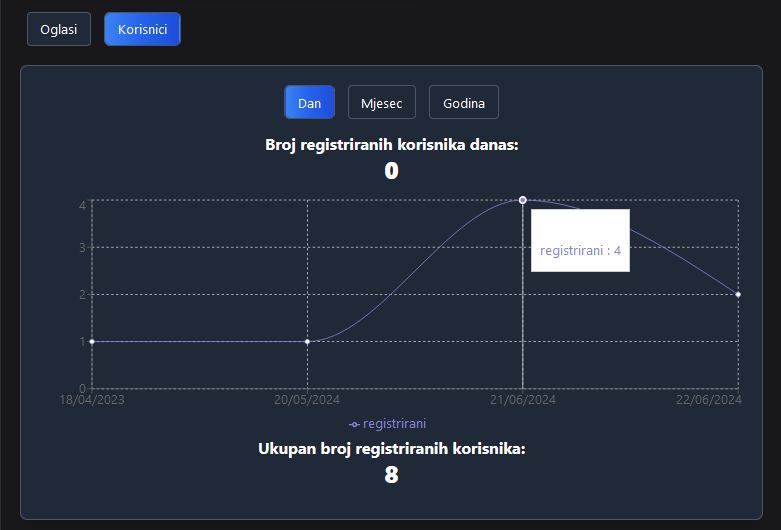 Oglasi Korisnici
Dan Mjesec Godina
Broj registriranih korisnika danas:
0
4
3
registrirani : 4
2
1
0
18/04/2023 20/05/2024 21/06/2024 22/06/2024
registrirani
Ukupan broj registriranih korisnika:
8